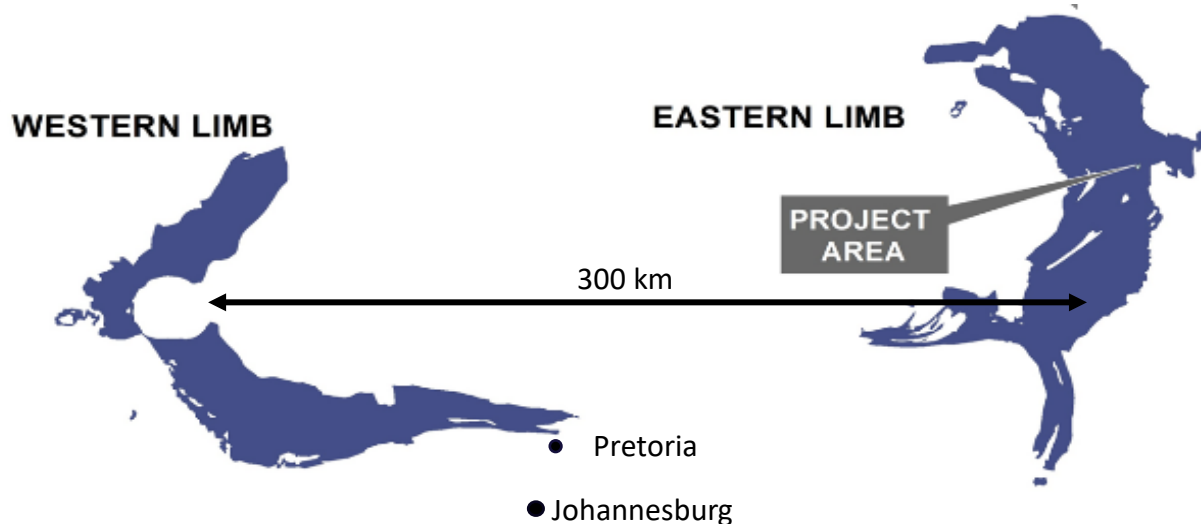 WESTERN LIMB
EASTERN LIMB
PROJECT
AREA
300 km
Pretoria
Johannesburg